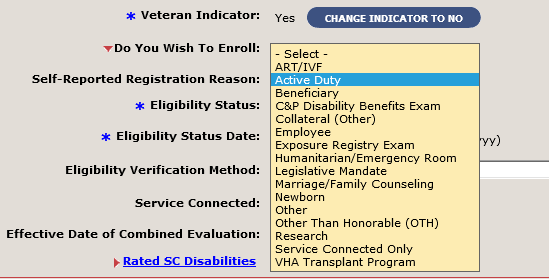 * Veteran Indicator: Yes CHANGE INDICATOR TO NO
Do You Wish To Enroll:
- Select -
ART/IVF
Self-Reported Registration Reason: Active Duty
Beneficiary
Eligibility Status: C&P Disability Benefits Exam
Collateral (Other)
* Eligibility Status Date: Employee yy)
Exposure Registry Exam
Humanitarian/Emergency Room
Eligibility Verification Method: Legislative Mandate
Marriage/Family Counseling
Newborn
Service Connected: Other
Other Than Honorable (OTH)
Effective Date of Combined Evaluation: Research
Service Connected Only
Rated SC Disabilities VHA Transplant Program